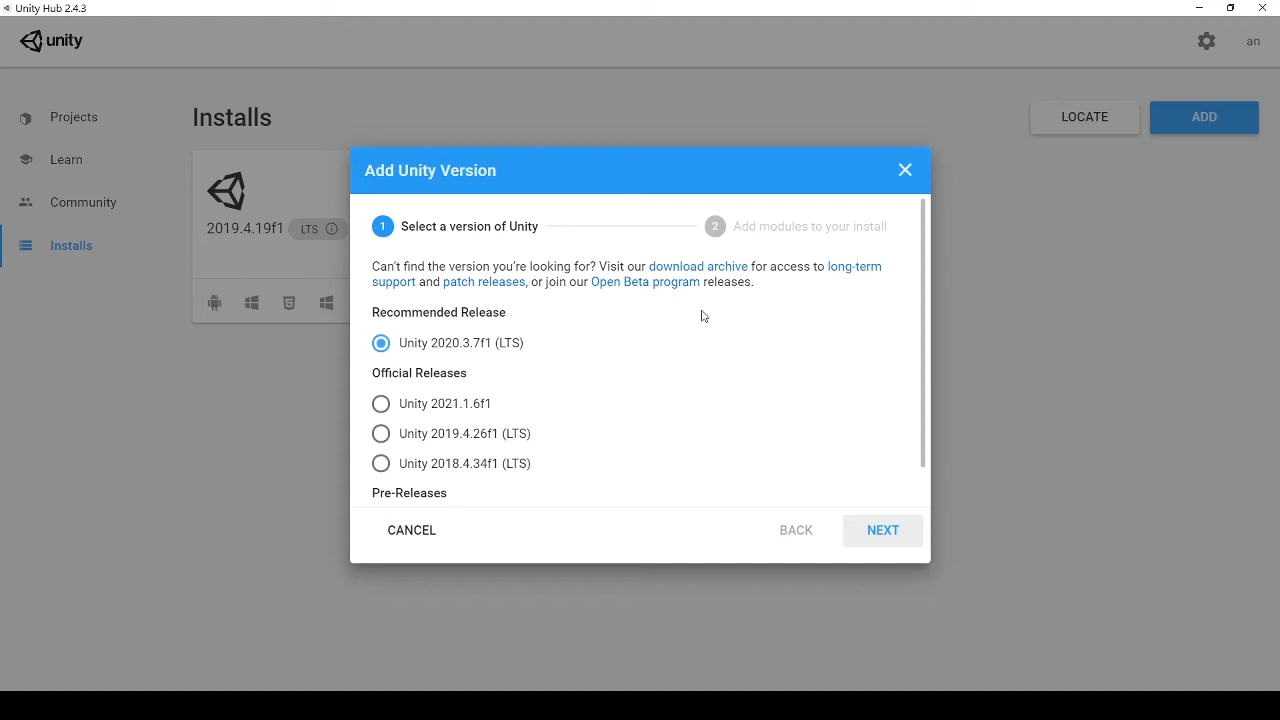 Unity Hub 2.4.3
unity
an
Projects
Learn
Community
Installs
Installs
LOCATE
ADD
2019.4.19f1
LTS
Add Unity Version
1 Select a version of Unity
2 Add modules to your install
Can't find the version you're looking for? Visit our download archive for access to long-term
support and patch releases, or join our Open Beta program releases.
Recommended Release
Unity 2020.3.7f1 (LTS)
Official Releases
Unity 2021.1.6f1
Unity 2019.4.26f1 (LTS)
Unity 2018.4.34f1 (LTS)
Pre-Releases
CANCEL
BACK
NEXT